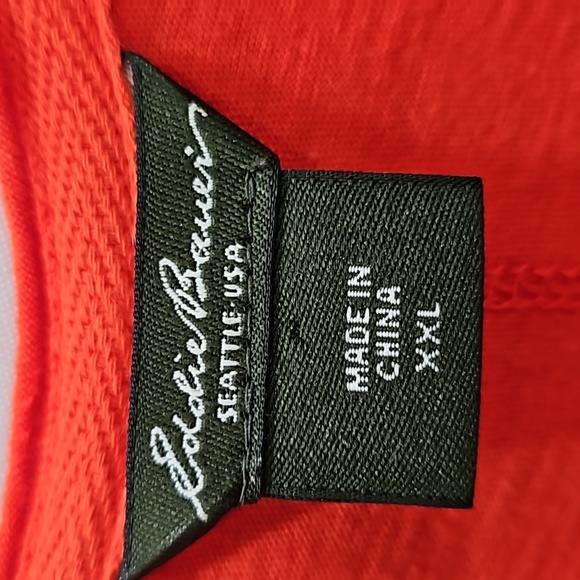 Eddie Bauer
SEATTLE USA
MADE IN
CHINA
XXL